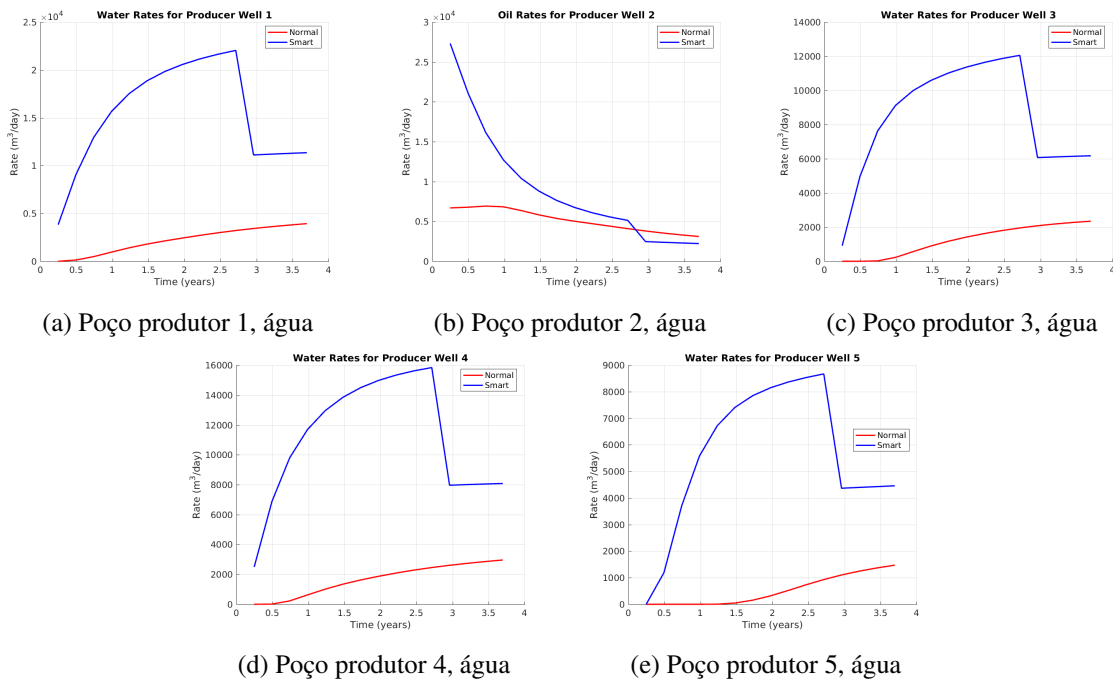 Water Rates for Producer Well 1
×10⁴
2.5
2
1.5
1
0.5
0
Rate (m³/day)
0 0.5 1 1.5 2 2.5 3 3.5 4
Time (years)
Normal
Smart
(a) Poço produtor 1, água
Oil Rates for Producer Well 2
×10⁴
3
2.5
2
1.5
1
0.5
0
Rate (m³/day)
0 0.5 1 1.5 2 2.5 3 3.5 4
Time (years)
Normal
Smart
(b) Poço produtor 2, água
Water Rates for Producer Well 3
14000
12000
10000
8000
6000
4000
2000
0
Rate (m³/day)
0 0.5 1 1.5 2 2.5 3 3.5 4
Time (years)
Normal
Smart
(c) Poço produtor 3, água
Water Rates for Producer Well 4
16000
14000
12000
10000
8000
6000
4000
2000
0
Rate (m³/day)
0 0.5 1 1.5 2 2.5 3 3.5 4
Time (years)
Normal
Smart
(d) Poço produtor 4, água
Water Rates for Producer Well 5
9000
8000
7000
6000
5000
4000
3000
2000
1000
0
Rate (m³/day)
0 0.5 1 1.5 2 2.5 3 3.5 4
Time (years)
Normal
Smart
(e) Poço produtor 5, água